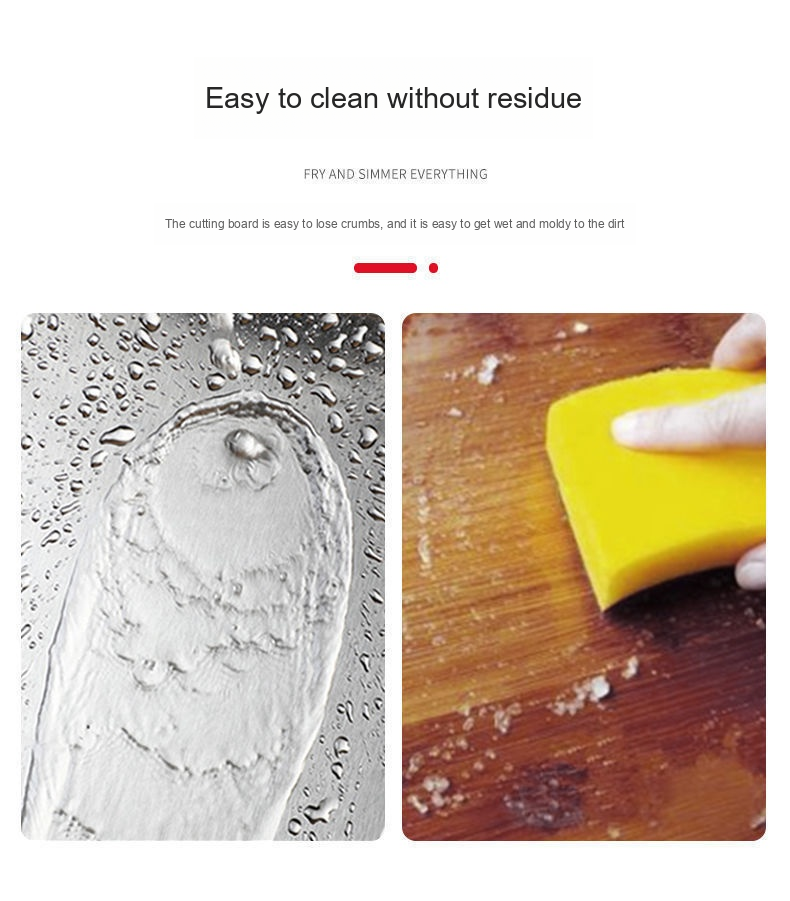 Easy to clean without residue
FRY AND SIMMER EVERYTHING
The cutting board is easy to lose crumbs, and it is easy to get wet and moldy to the dirt